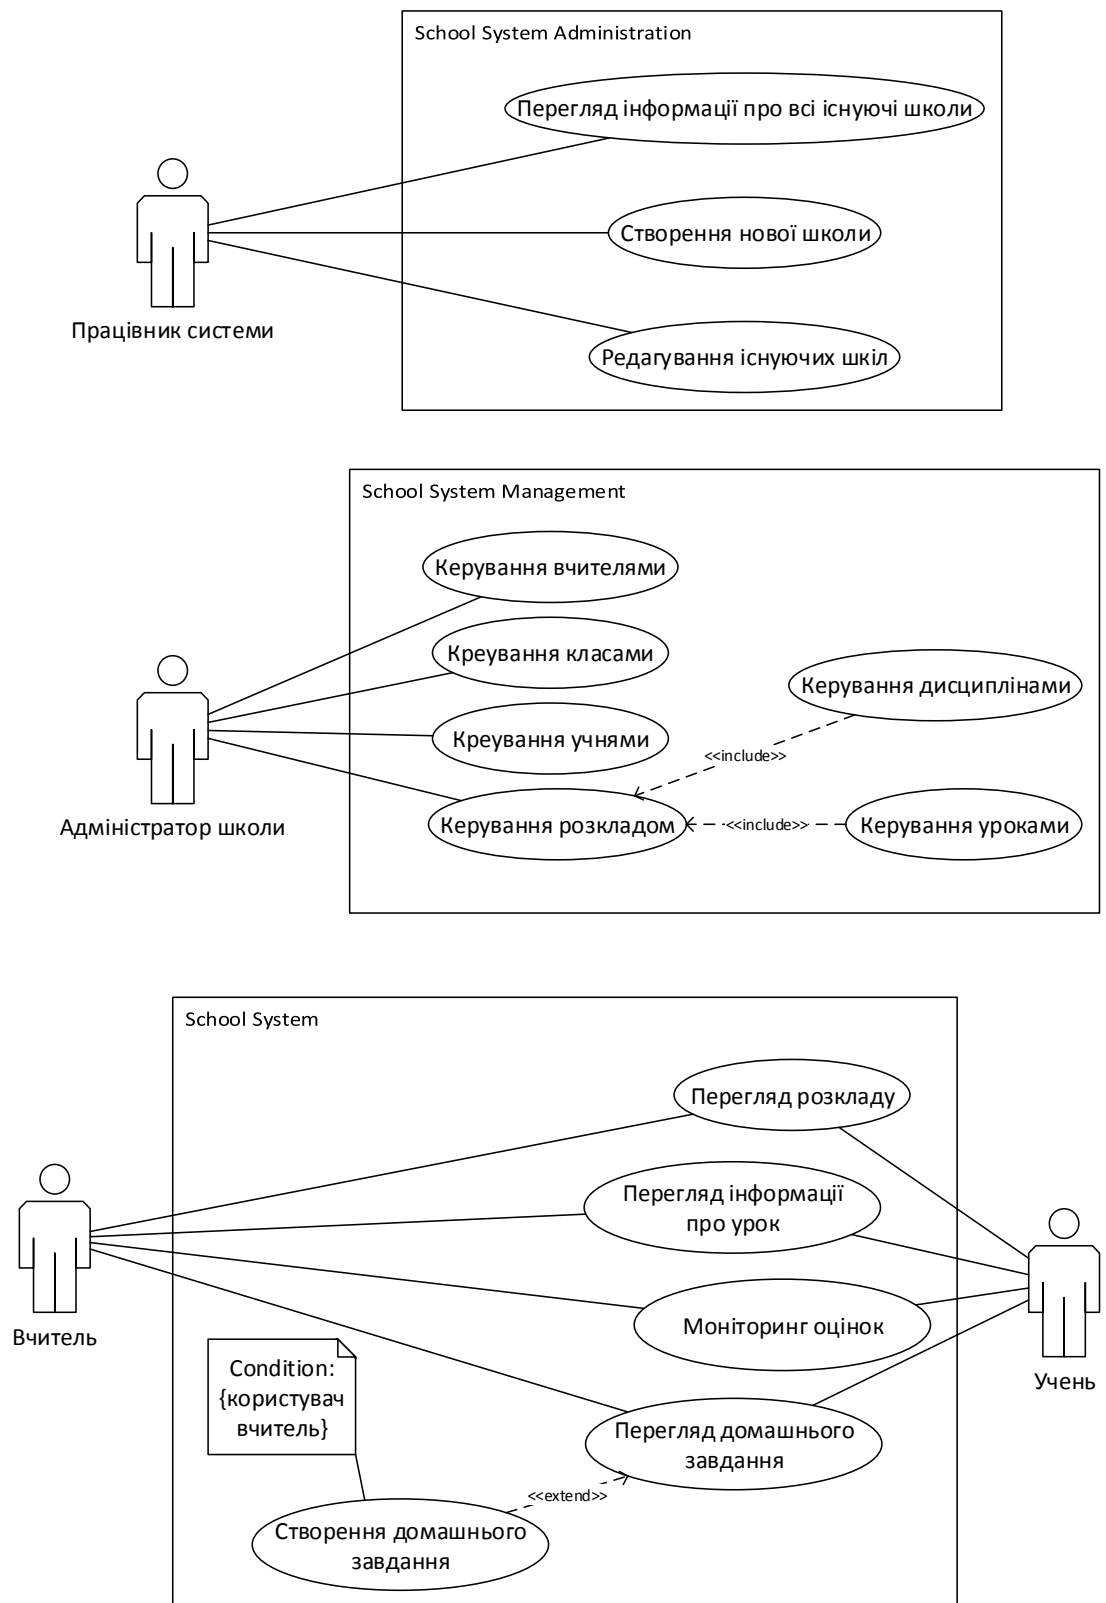 School System Administration
Перегляд інформації про всі існуючі школи
Створення нової школи
Редагування існуючих шкіл
Працівник системи
School System Management
Керування вчителями
Креування класами
Креування учнями
Керування розкладом
Керування дисциплінами
<<include>>
<<include>>
Керування уроками
Адміністратор школи
School System
Перегляд розкладу
Перегляд інформації
про урок
Моніторинг оцінок
Вчитель
Учень
Condition:
{користувач
вчитель}
Перегляд домашнього
завдання
<<extend>>
Створення домашнього
завдання